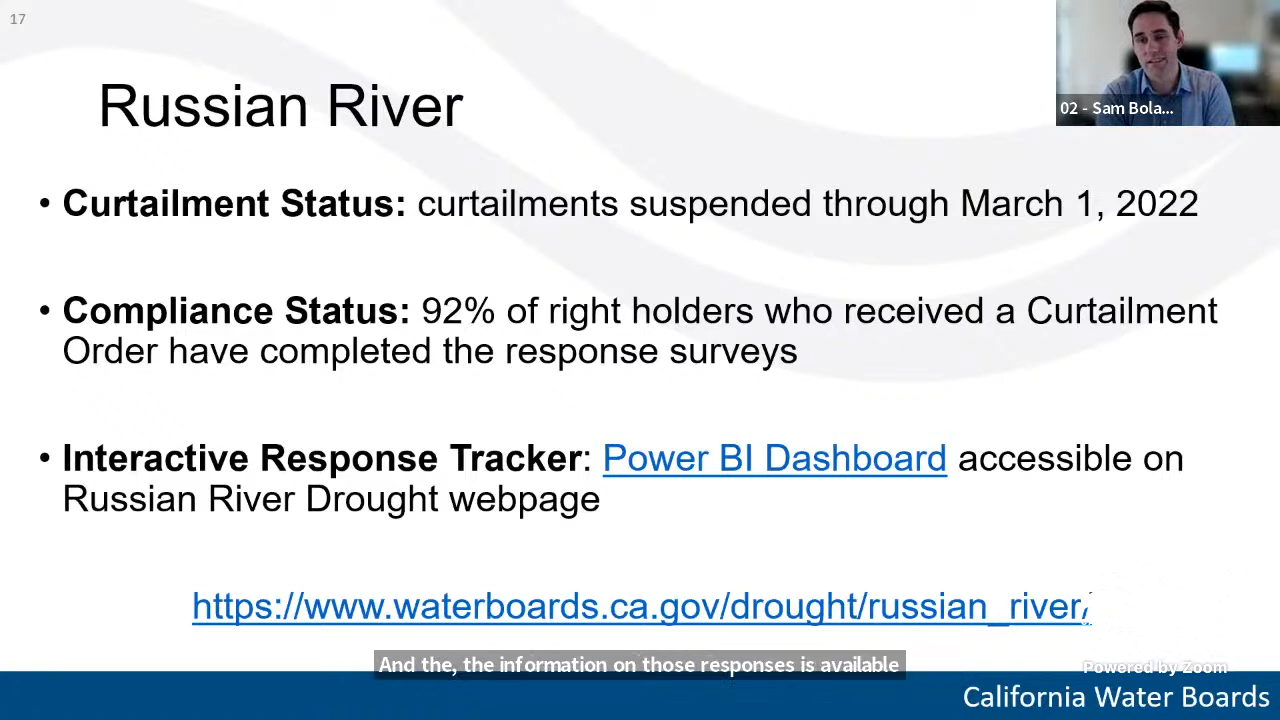 17
02 - Sam Bola...
Russian River
• Curtailment Status: curtailments suspended through March 1, 2022
• Compliance Status: 92% of right holders who received a Curtailment
Order have completed the response surveys
• Interactive Response Tracker: Power BI Dashboard accessible on
Russian River Drought webpage
https://www.waterboards.ca.gov/drought/russian_river/
And the, the information on those responses is available
Powered by Zoom
California Water Boards